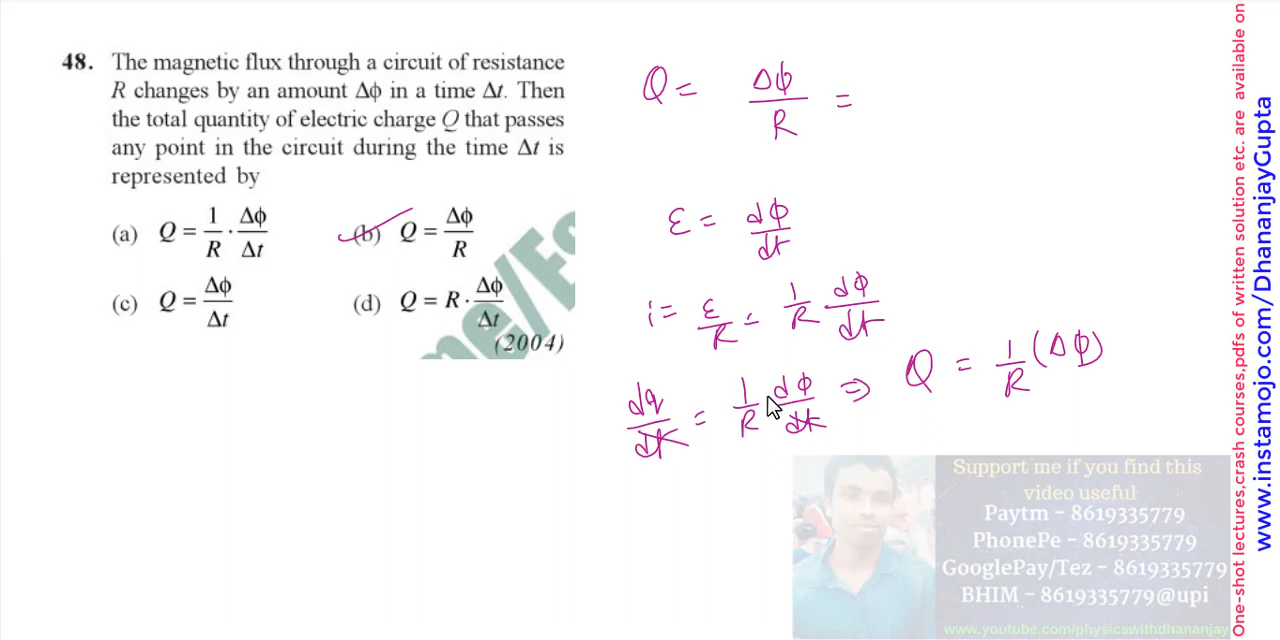 48. The magnetic flux through a circuit of resistance
R changes by an amount Δϕ in a time Δt. Then
the total quantity of electric charge Q that passes
any point in the circuit during the time Δt is
represented by
(a) Q = 1/R · Δϕ/Δt
(b) Q = Δϕ/R
(c) Q = Δϕ/Δt
(d) Q = R · Δϕ/Δt
(2004)
Q = Δϕ/R =
ε = dϕ/dt
i = ε/R = 1/R dϕ/dt
dq/dt = 1/R dϕ/dt ⇒ Q = 1/R (Δϕ)
Support me if you find this
video useful
Paytm - 8619335779
PhonePe - 8619335779
GooglePay/Tez - 8619335779
BHIM - 8619335779@upi
www.youtube.com/physicswithdhananjay
One-shot lectures,crash courses,pdfs of written solution etc. are available on
www.instamojo.com/DhananjayGupta